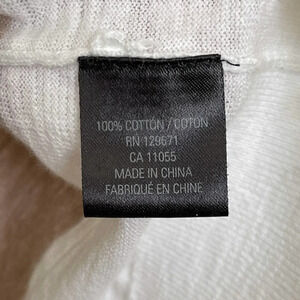 100% COTTON / COTON
RN 129671
CA 11055
MADE IN CHINA
FABRIQUÉ EN CHINE